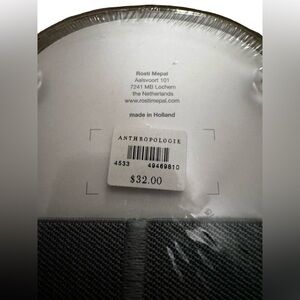 Rosti Mepal
Aalsvoort 101
7241 MB Lochem
the Netherlands
www.rostimepal.com
made in Holland
ANTHROPOLOGIE
4533 49469810
$32.00